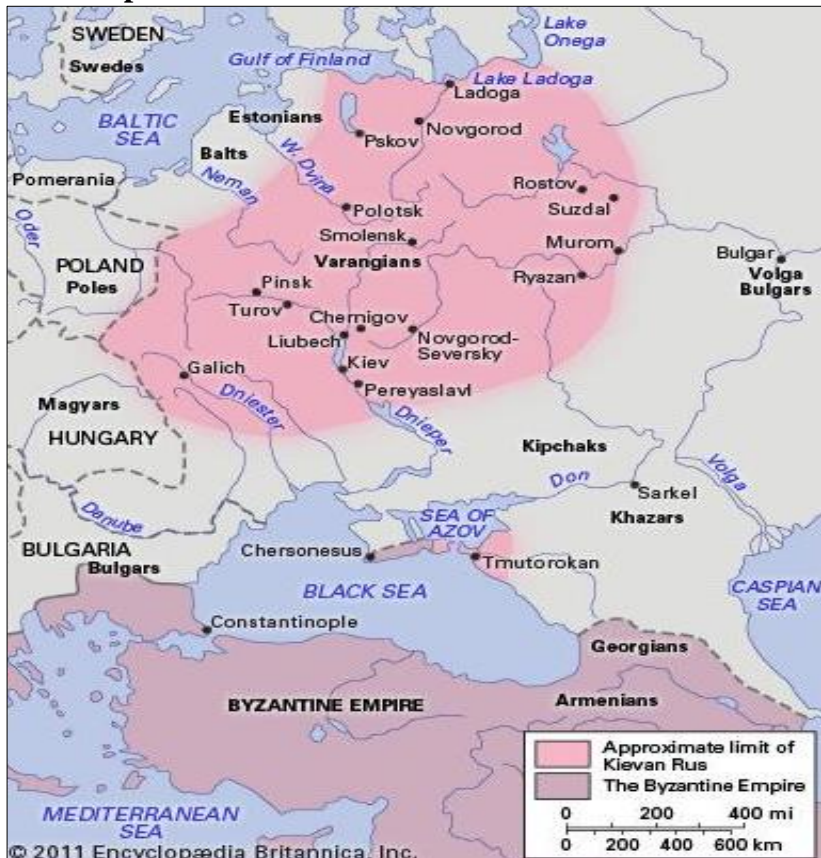 SWEDEN
Swedes
Gulf of Finland
Lake
Onega
Lake Ladoga
Ladoga
BALTIC
SEA
Estonians
Novgorod
Pskov
Balts
W. Dvina
Neman
Pomerania
Rostov
Suzdal
Polotsk
Oder
Smolensk
Murom
Varangians
Bulgar
Volga
Bulgars
POLAND
Poles
Pinsk
Ryazan
Turov
Chernigov
Liubech
Novgorod-
Seversky
Galich
Kiev
Pereyaslavl
Dniester
Dnieper
Magyars
HUNGARY
Kipchaks
Volga
Don
Sarkel
Danube
SEA OF
AZOV
Khazars
BULGARIA
Bulgars
Chersonesus
Tmutorokan
BLACK SEA
CASPIAN
SEA
Constantinople
Georgians
BYZANTINE EMPIRE
Armenians
Approximate limit of
Kievan Rus
The Byzantine Empire
0 200 400 mi
0 200 400 600 km
MEDITERRANEAN
SEA
© 2011 Encyclopædia Britannica, Inc.